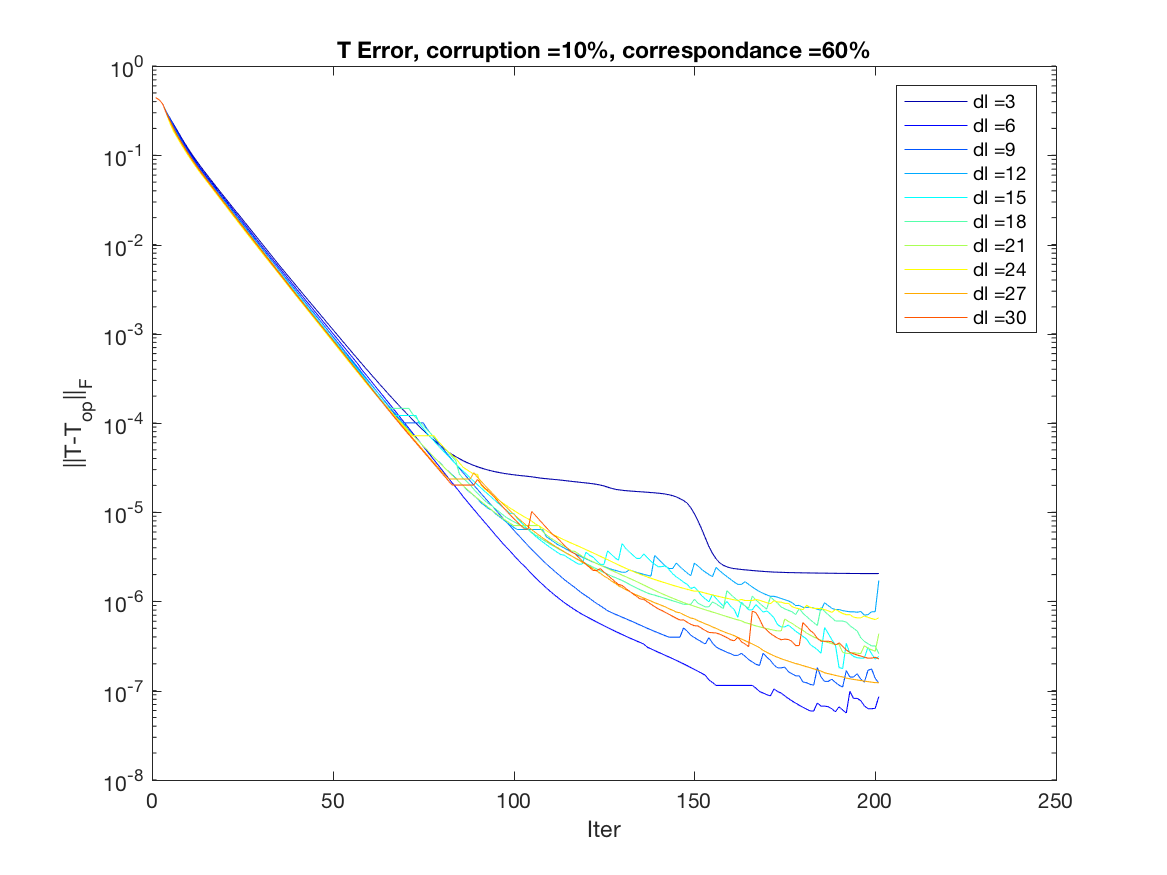 T Error, corruption =10%, correspondance =60%
10^0
10^-1
10^-2
10^-3
10^-4
10^-5
10^-6
10^-7
10^-8
||T-T_op||_F
0 50 100 150 200 250
Iter
dl =3
dl =6
dl =9
dl =12
dl =15
dl =18
dl =21
dl =24
dl =27
dl =30